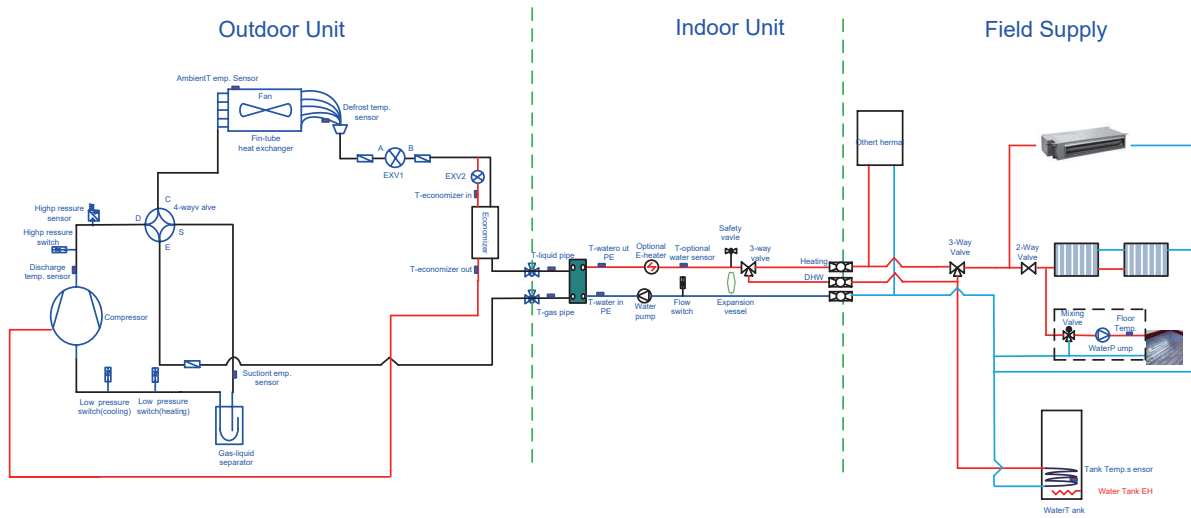 Outdoor Unit
Indoor Unit
Field Supply
AmbientT emp. Sensor
Fan
Defrost temp.
sensor
Fin-tube
heat exchanger
A
B
EXV1
EXV2
T-economizer in
Economizer
T-economizer out
C
4-wayv alve
D
S
E
Highp ressure
sensor
Highp ressure
switch
Discharge
temp. sensor
Compressor
Low pressure
switch(cooling)
Low pressure
switch(heating)
Suctiont emp.
sensor
Gas-liquid
separator
T-liquid pipe
T-gas pipe
T-watero ut
PE
T-water in
PE
Optional
E-heater
Water
pump
T-optional
water sensor
Flow
switch
Safety
vavle
3-way
valve
Expansion
vessel
Heating
DHW
Othert hermal
3-Way
Valve
2-Way
Valve
Mixing
Valve
Floor
Temp.
WaterP ump
Tank Temp.s ensor
Water Tank EH
WaterT ank